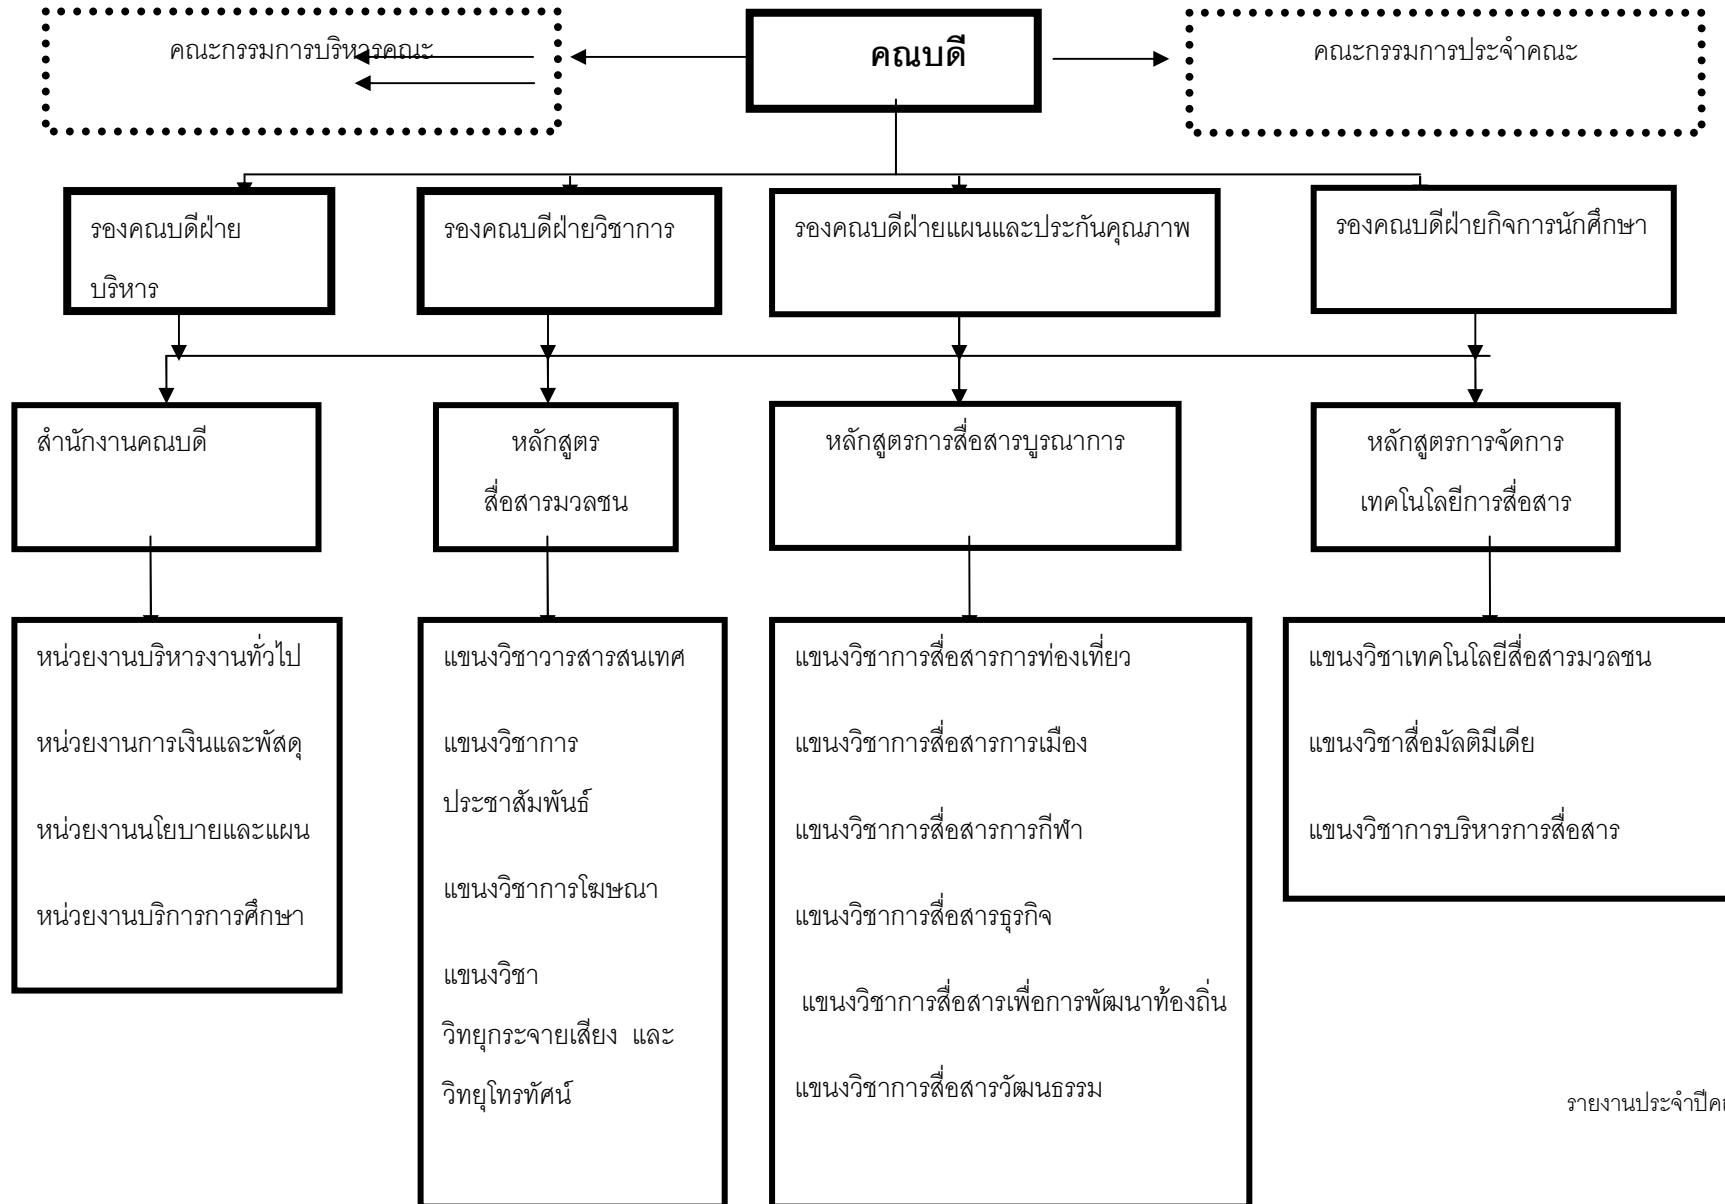 คณะกรรมการบริหารคณะ
คณบดี
คณะกรรมการประจำคณะ
รองคณบดีฝ่าย
บริหาร
รองคณบดีฝ่ายวิชาการ
รองคณบดีฝ่ายแผนและประกันคุณภาพ
รองคณบดีฝ่ายกิจการนักศึกษา
สำนักงานคณบดี
หลักสูตร
สื่อสารมวลชน
หลักสูตรการสื่อสารบูรณาการ
หลักสูตรการจัดการ
เทคโนโลยีการสื่อสาร
หน่วยงานบริหารงานทั่วไป
หน่วยงานการเงินและพัสดุ
หน่วยงานนโยบายและแผน
หน่วยงานบริการการศึกษา
แขนงวิชาวารสารสนเทศ
แขนงวิชาการ
ประชาสัมพันธ์
แขนงวิชาการโฆษณา
แขนงวิชา
วิทยุกระจายเสียง และ
วิทยุโทรทัศน์
แขนงวิชาการสื่อสารการท่องเที่ยว
แขนงวิชาการสื่อสารการเมือง
แขนงวิชาการสื่อสารการกีฬา
แขนงวิชาการสื่อสารธุรกิจ
แขนงวิชาการสื่อสารเพื่อการพัฒนาท้องถิ่น
แขนงวิชาการสื่อสารวัฒนธรรม
แขนงวิชาเทคโนโลยีสื่อสารมวลชน
แขนงวิชาสื่อมัลติมีเดีย
แขนงวิชาการบริหารการสื่อสาร
รายงานประจำปี